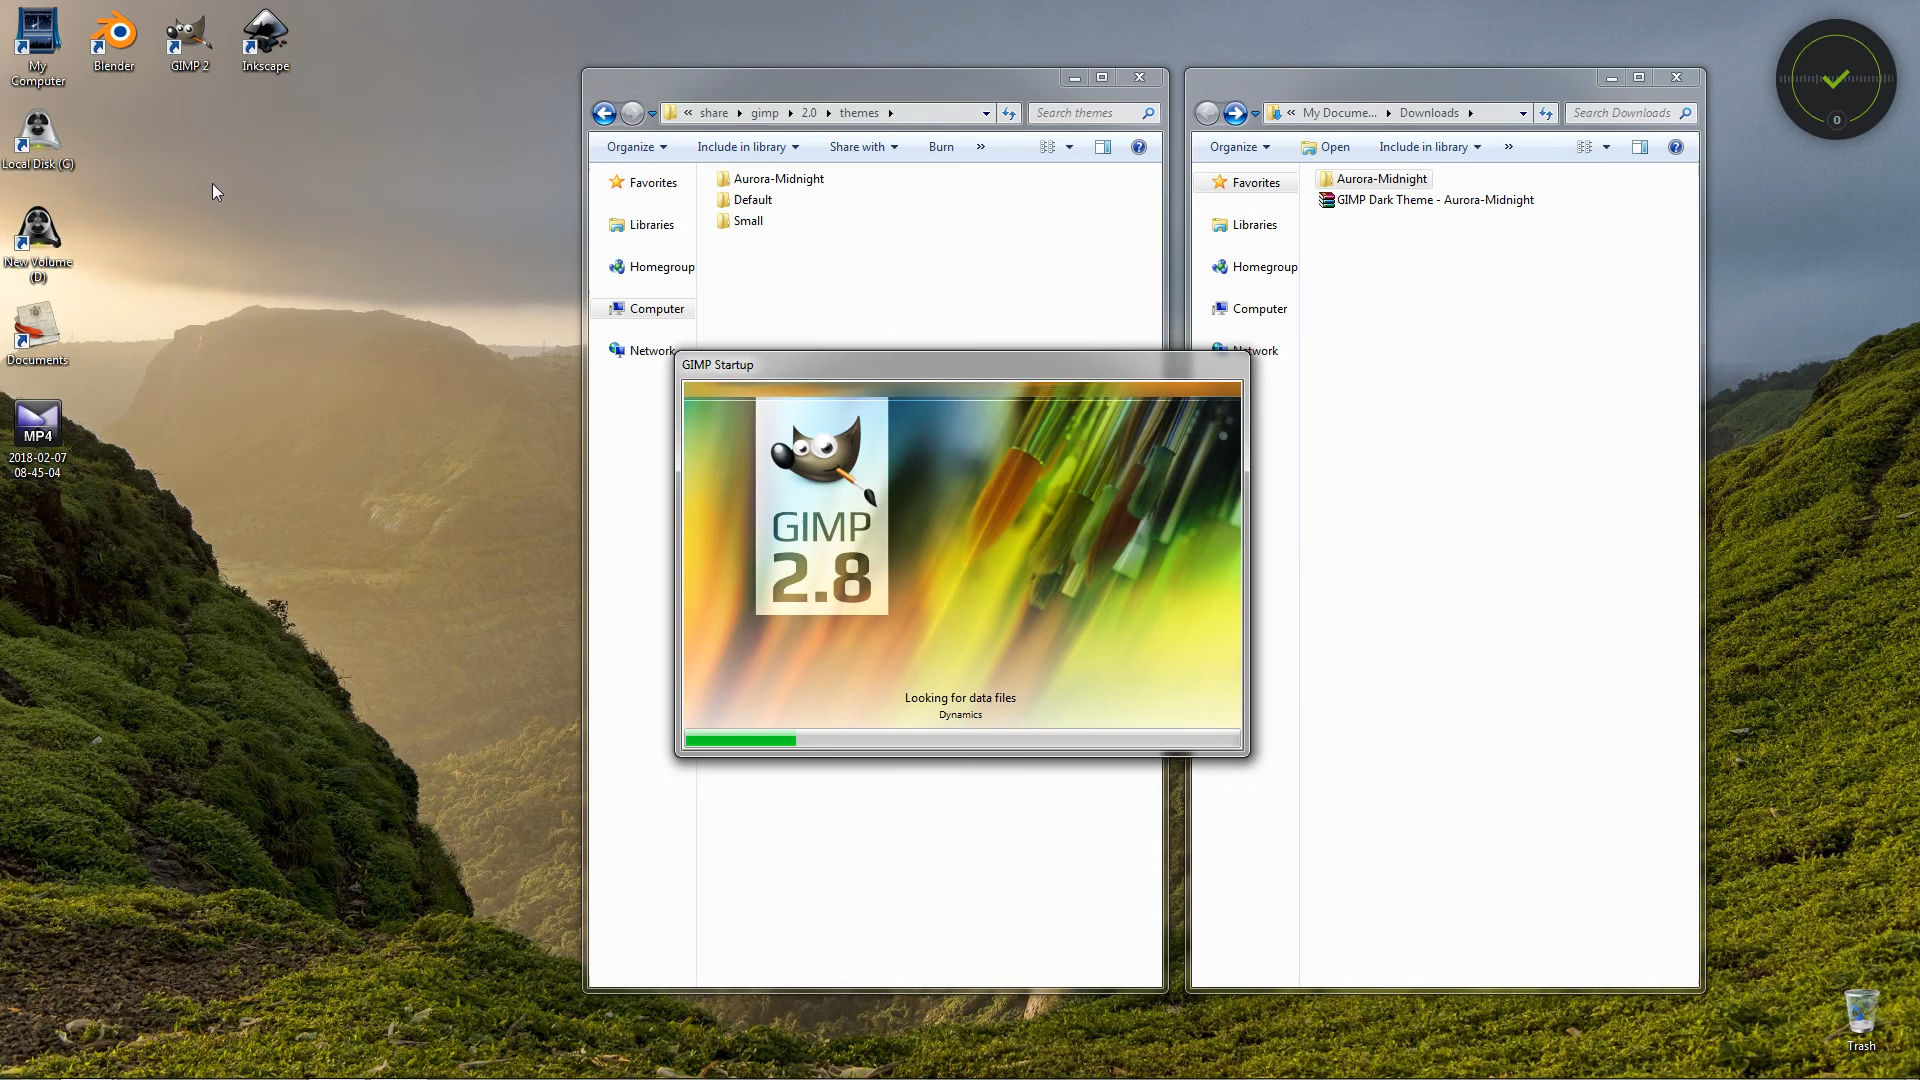 My
Computer
Blender
GIMP 2
Inkscape
Local Disk (C)
New Volume
(D)
Documents
MP4
2018-02-07
08-45-04
« share gimp 2.0 themes
Search themes
Organize Include in library Share with Burn »
Favorites
Libraries
Homegroup
Computer
Network
Aurora-Midnight
Default
Small
« My Docume... Downloads
Search Downloads
Organize Open Include in library »
Favorites
Libraries
Homegroup
Computer
Network
Aurora-Midnight
GIMP Dark Theme - Aurora-Midnight
GIMP Startup
GIMP
2.8
Looking for data files
Dynamics
0
Trash